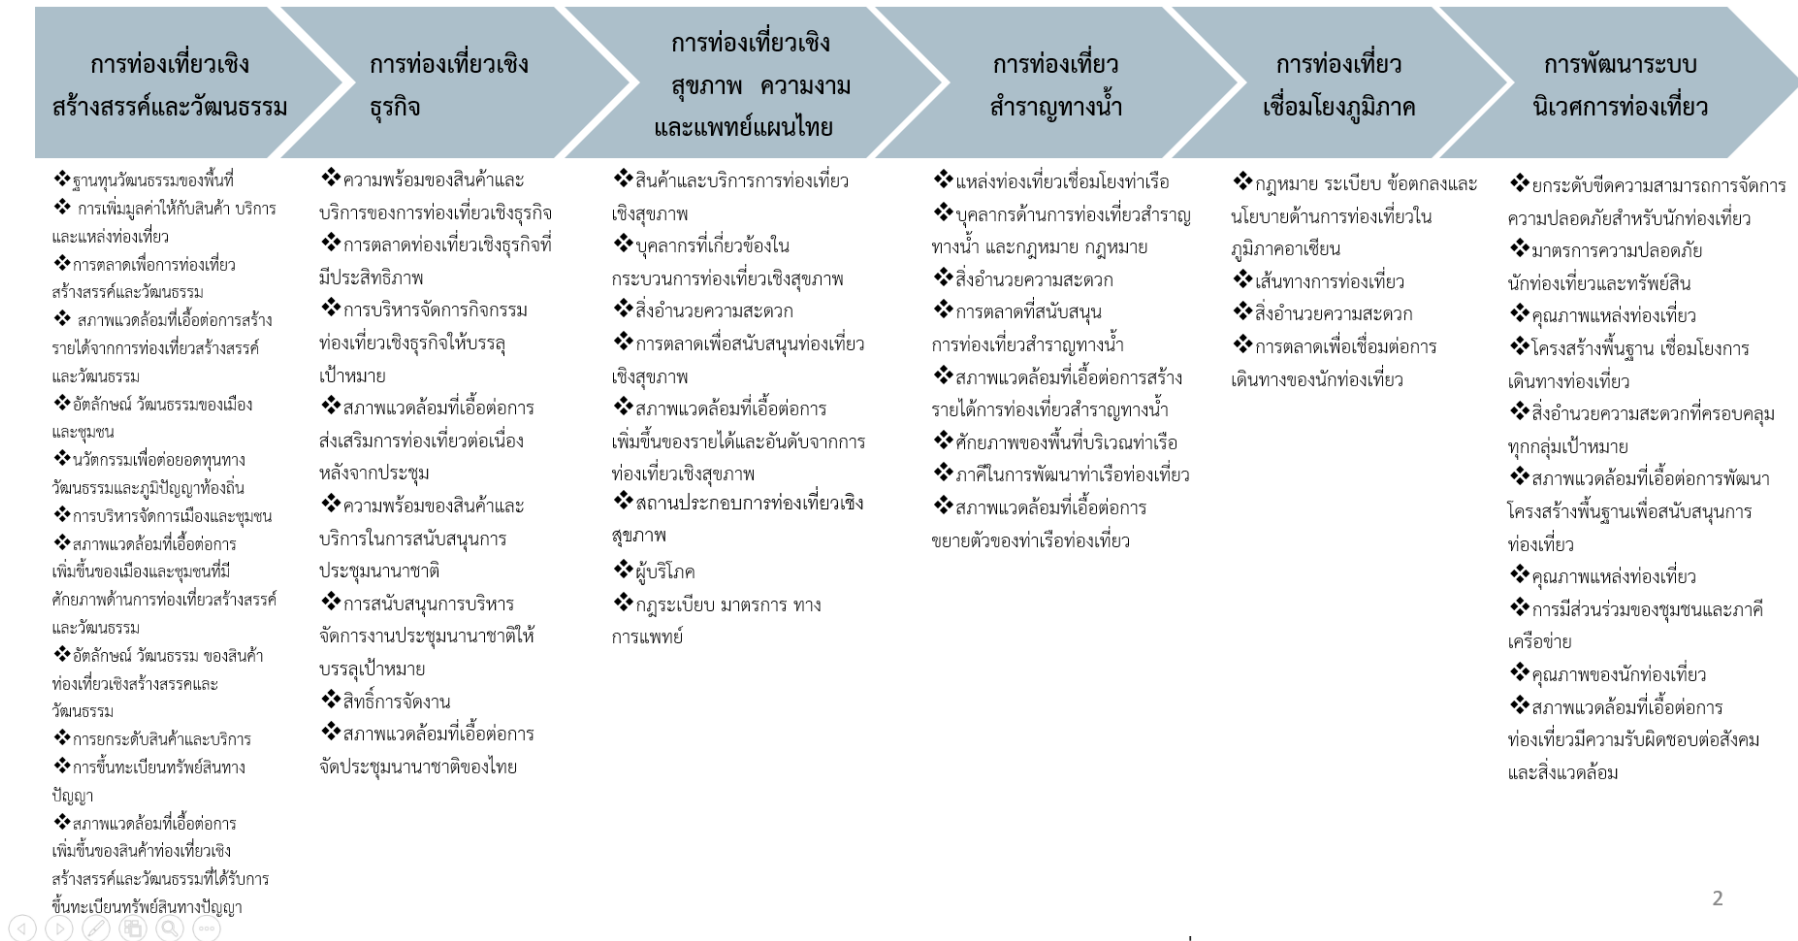 การท่องเที่ยวเชิง
สร้างสรรค์และวัฒนธรรม
การท่องเที่ยวเชิง
ธุรกิจ
การท่องเที่ยวเชิง
สุขภาพ ความงาม
และแพทย์แผนไทย
การท่องเที่ยว
สำราญทางน้ำ
การท่องเที่ยว
เชื่อมโยงภูมิภาค
การพัฒนาระบบ
นิเวศการท่องเที่ยว
❖ฐานทุนวัฒนธรรมของพื้นที่
❖ การเพิ่มมูลค่าให้กับสินค้า บริการ
และแหล่งท่องเที่ยว
❖การตลาดเพื่อการท่องเที่ยว
สร้างสรรค์และวัฒนธรรม
❖ สภาพแวดล้อมที่เอื้อต่อการสร้าง
รายได้จากการท่องเที่ยวสร้างสรรค์
และวัฒนธรรม
❖อัตลักษณ์ วัฒนธรรมของเมือง
และชุมชน
❖นวัตกรรมเพื่อต่อยอดทุนทาง
วัฒนธรรมและภูมิปัญญาท้องถิ่น
❖การบริหารจัดการเมืองและชุมชน
❖สภาพแวดล้อมที่เอื้อต่อการ
เพิ่มขึ้นของเมืองและชุมชนที่มี
ศักยภาพด้านการท่องเที่ยวสร้างสรรค์
และวัฒนธรรม
❖อัตลักษณ์ วัฒนธรรม ของสินค้า
ท่องเที่ยวเชิงสร้างสรรคและ
วัฒนธรรม
❖การยกระดับสินค้าและบริการ
❖การขึ้นทะเบียนทรัพย์สินทาง
ปัญญา
❖สภาพแวดล้อมที่เอื้อต่อการ
เพิ่มขึ้นของสินค้าท่องเที่ยวเชิง
สร้างสรรค์และวัฒนธรรมที่ได้รับการ
ขึ้นทะเบียนทรัพย์สินทางปัญญา
❖ความพร้อมของสินค้าและ
บริการของการท่องเที่ยวเชิงธุรกิจ
❖การตลาดท่องเที่ยวเชิงธุรกิจที่
มีประสิทธิภาพ
❖การบริหารจัดการกิจกรรม
ท่องเที่ยวเชิงธุรกิจให้บรรลุ
เป้าหมาย
❖สภาพแวดล้อมที่เอื้อต่อการ
ส่งเสริมการท่องเที่ยวต่อเนื่อง
หลังจากประชุม
❖ความพร้อมของสินค้าและ
บริการในการสนับสนุนการ
ประชุมนานาชาติ
❖การสนับสนุนการบริหาร
จัดการงานประชุมนานาชาติให้
บรรลุเป้าหมาย
❖สิทธิ์การจัดงาน
❖สภาพแวดล้อมที่เอื้อต่อการ
จัดประชุมนานาชาติของไทย
❖สินค้าและบริการการท่องเที่ยว
เชิงสุขภาพ
❖บุคลากรที่เกี่ยวข้องใน
กระบวนการท่องเที่ยวเชิงสุขภาพ
❖สิ่งอำนวยความสะดวก
❖การตลาดเพื่อสนับสนุนท่องเที่ยว
เชิงสุขภาพ
❖สภาพแวดล้อมที่เอื้อต่อการ
เพิ่มขึ้นของรายได้และอันดับจากการ
ท่องเที่ยวเชิงสุขภาพ
❖สถานประกอบการท่องเที่ยวเชิง
สุขภาพ
❖ผู้บริโภค
❖กฎระเบียบ มาตรการ ทาง
การแพทย์
❖แหล่งท่องเที่ยวเชื่อมโยงท่าเรือ
❖บุคลากรด้านการท่องเที่ยวสำราญ
ทางน้ำ และกฎหมาย กฎหมาย
❖สิ่งอำนวยความสะดวก
❖การตลาดที่สนับสนุน
การท่องเที่ยวสำราญทางน้ำ
❖สภาพแวดล้อมที่เอื้อต่อการสร้าง
รายได้การท่องเที่ยวสำราญทางน้ำ
❖ศักยภาพของพื้นที่บริเวณท่าเรือ
❖ภาคีในการพัฒนาท่าเรือท่องเที่ยว
❖สภาพแวดล้อมที่เอื้อต่อการ
ขยายตัวของท่าเรือท่องเที่ยว
❖กฎหมาย ระเบียบ ข้อตกลงและ
นโยบายด้านการท่องเที่ยวใน
ภูมิภาคอาเซียน
❖เส้นทางการท่องเที่ยว
❖สิ่งอำนวยความสะดวก
❖การตลาดเพื่อเชื่อมต่อการ
เดินทางของนักท่องเที่ยว
❖ยกระดับขีดความสามารถการจัดการ
ความปลอดภัยสำหรับนักท่องเที่ยว
❖มาตรการความปลอดภัย
นักท่องเที่ยวและทรัพย์สิน
❖คุณภาพแหล่งท่องเที่ยว
❖โครงสร้างพื้นฐาน เชื่อมโยงการ
เดินทางท่องเที่ยว
❖สิ่งอำนวยความสะดวกที่ครอบคลุม
ทุกกลุ่มเป้าหมาย
❖สภาพแวดล้อมที่เอื้อต่อการพัฒนา
โครงสร้างพื้นฐานเพื่อสนับสนุนการ
ท่องเที่ยว
❖คุณภาพแหล่งท่องเที่ยว
❖การมีส่วนร่วมของชุมชนและภาคี
เครือข่าย
❖คุณภาพของนักท่องเที่ยว
❖สภาพแวดล้อมที่เอื้อต่อการ
ท่องเที่ยวมีความรับผิดชอบต่อสังคม
และสิ่งแวดล้อม
2